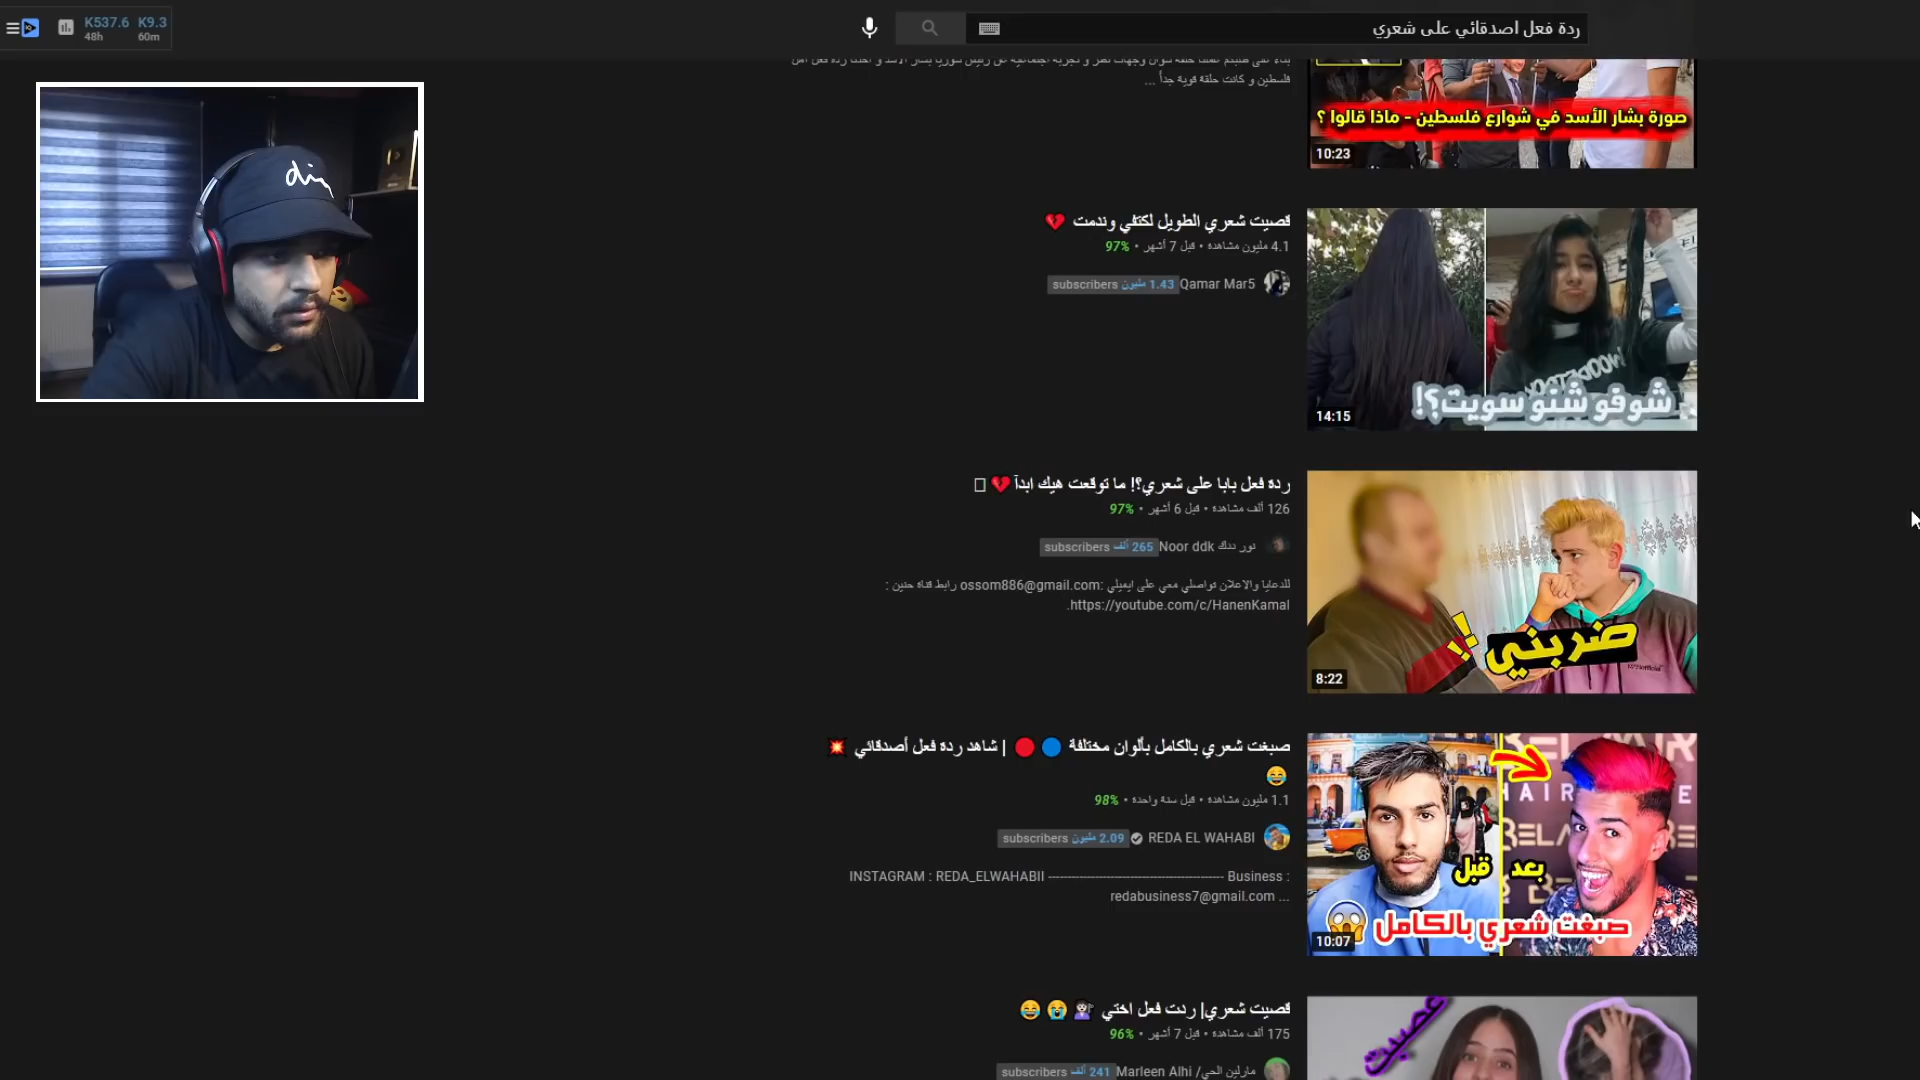 K537.6 K9.3
48h 60m
ردة فعل اصدقائي على شعري
فلسطين و كانت حلقة قوية جداً ...
صورة بشار الأسد في شوارع فلسطين - ماذا قالوا ؟
10:23
قصيت شعري الطويل لكتفي وندمت 💔
4.1 مليون مشاهدة • قبل 7 أشهر • 97%
Qamar Mar5 1.43 مليون subscribers
شوفو شنو سويت؟!
14:15
ردة فعل بابا على شعري؟! ما توقعت هيك ابداً 💔
126 ألف مشاهدة • قبل 6 أشهر • 97%
نور ددك Noor ddk 265 ألف subscribers
للدعايا والاعلان تواصلي معي على ايميلي :ossom886@gmail.com رابط قناة حنين :
https://youtube.com/c/HanenKamal.
ضربني
8:22
صبغت شعري بالكامل بألوان مختلفة 🔵 🔴 | شاهد ردة فعل أصدقائي 💥
😂
1.1 مليون مشاهدة • قبل سنة واحدة • 98%
REDA EL WAHABI 2.09 مليون subscribers
INSTAGRAM : REDA_ELWAHABII ------------------------------------------- Business :
redabusiness7@gmail.com ...
قبل بعد
صبغت شعري بالكامل
10:07
قصيت شعري| ردت فعل اختي 💇🏻‍♀️ 😭 😂
175 ألف مشاهدة • قبل 7 أشهر • 96%
مارلين الحي/ Marleen Alhi 241 ألف subscribers